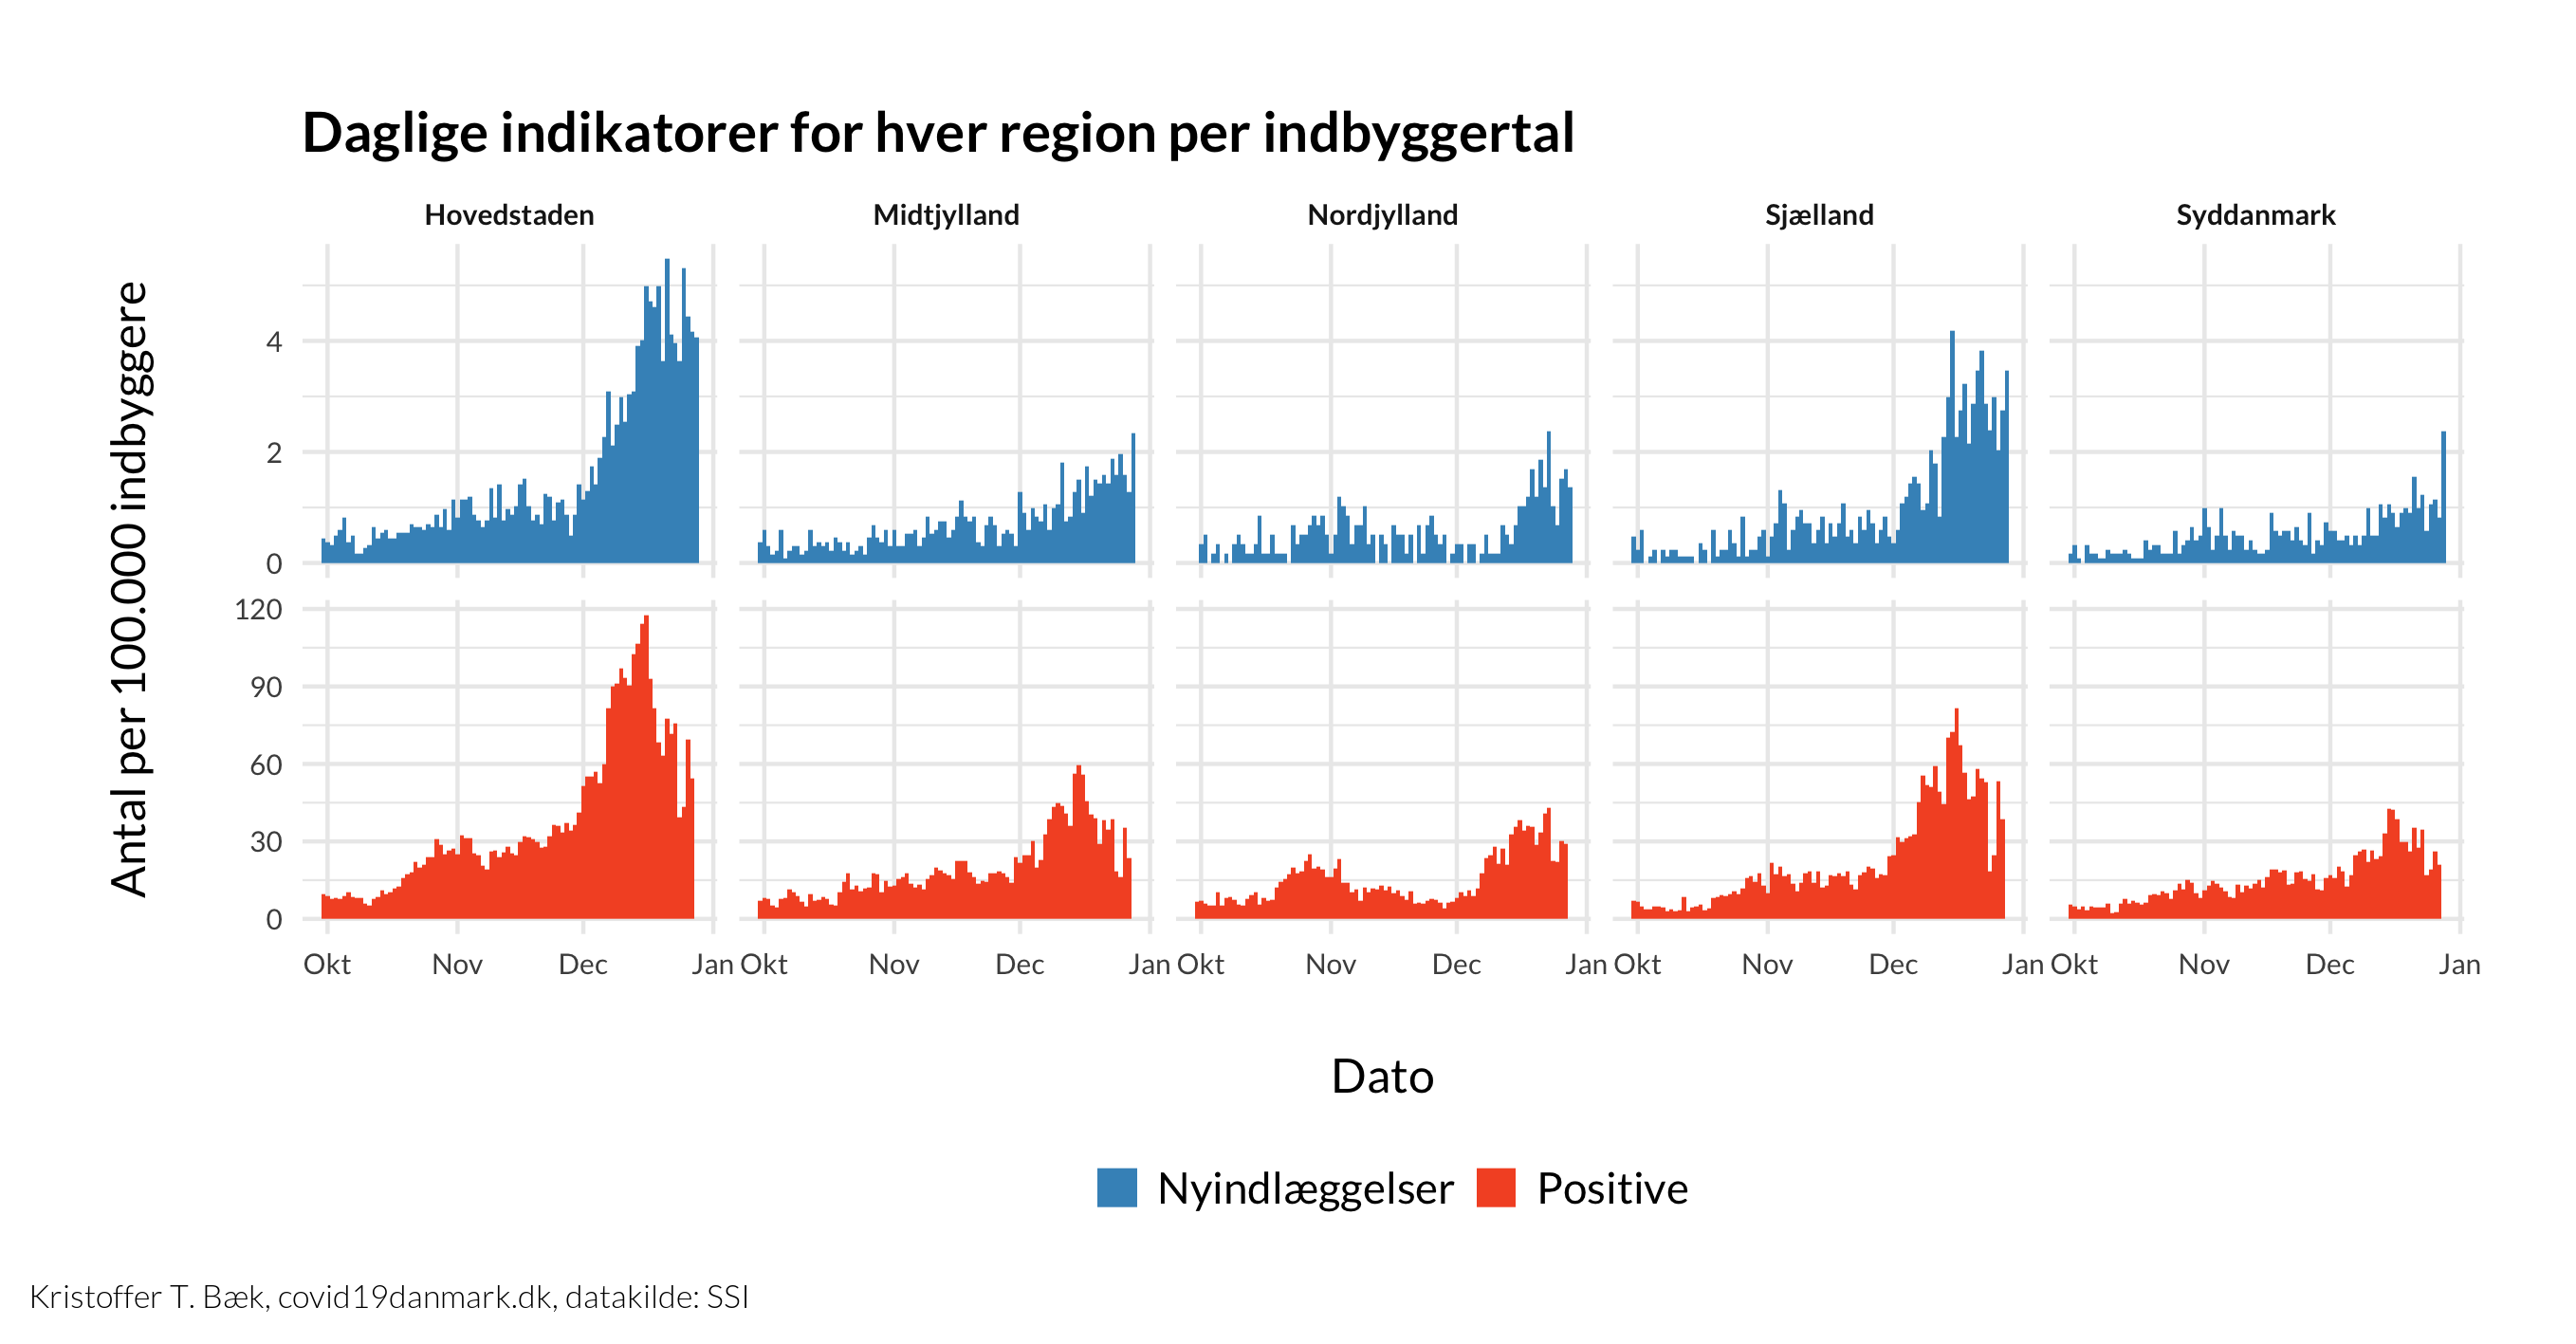 Daglige indikatorer for hver region per indbyggertal
Hovedstaden Midtjylland Nordjylland Sjælland Syddanmark
Antal per 100.000 indbyggere
4
2
0
120
90
60
30
0
Okt Nov Dec Jan Okt Nov Dec Jan Okt Nov Dec Jan Okt Nov Dec Jan Okt Nov Dec Jan
Dato
Nyindlæggelser Positive
Kristoffer T. Bæk, covid19danmark.dk, datakilde: SSI